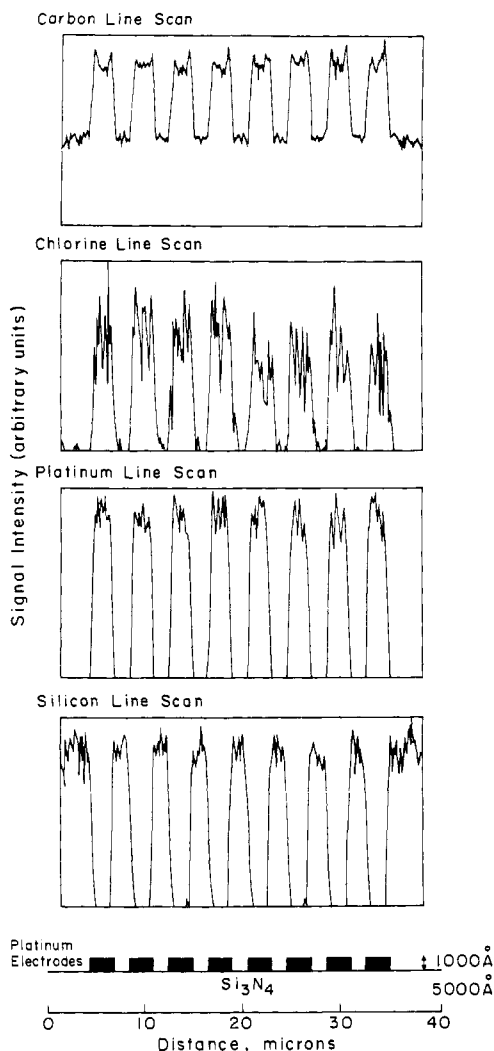 Carbon Line Scan
Chlorine Line Scan
Signal Intensity (arbitrary units)
Platinum Line Scan
Silicon Line Scan
Platinum
Electrodes
1000Å
Si3N4
5000Å
0 10 20 30 40
Distance, microns